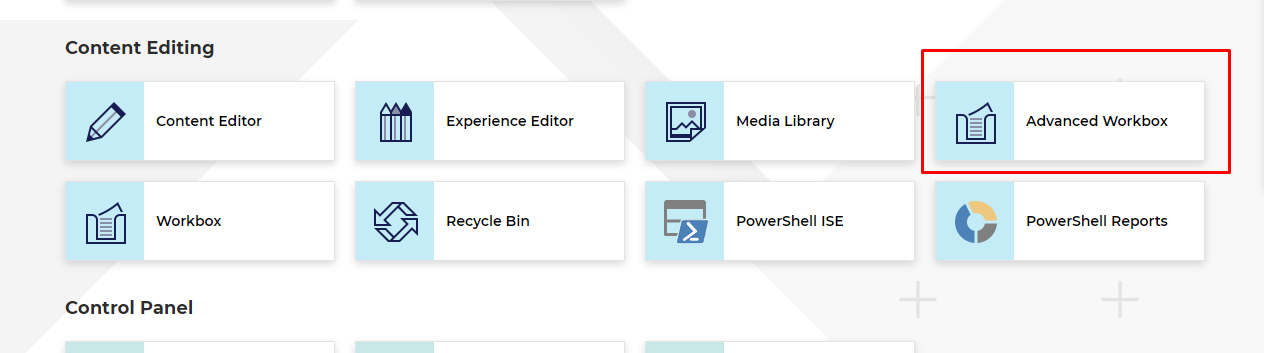 Content Editing
Content Editor
Experience Editor
Media Library
Advanced Workbox
Workbox
Recycle Bin
PowerShell ISE
PowerShell Reports
Control Panel